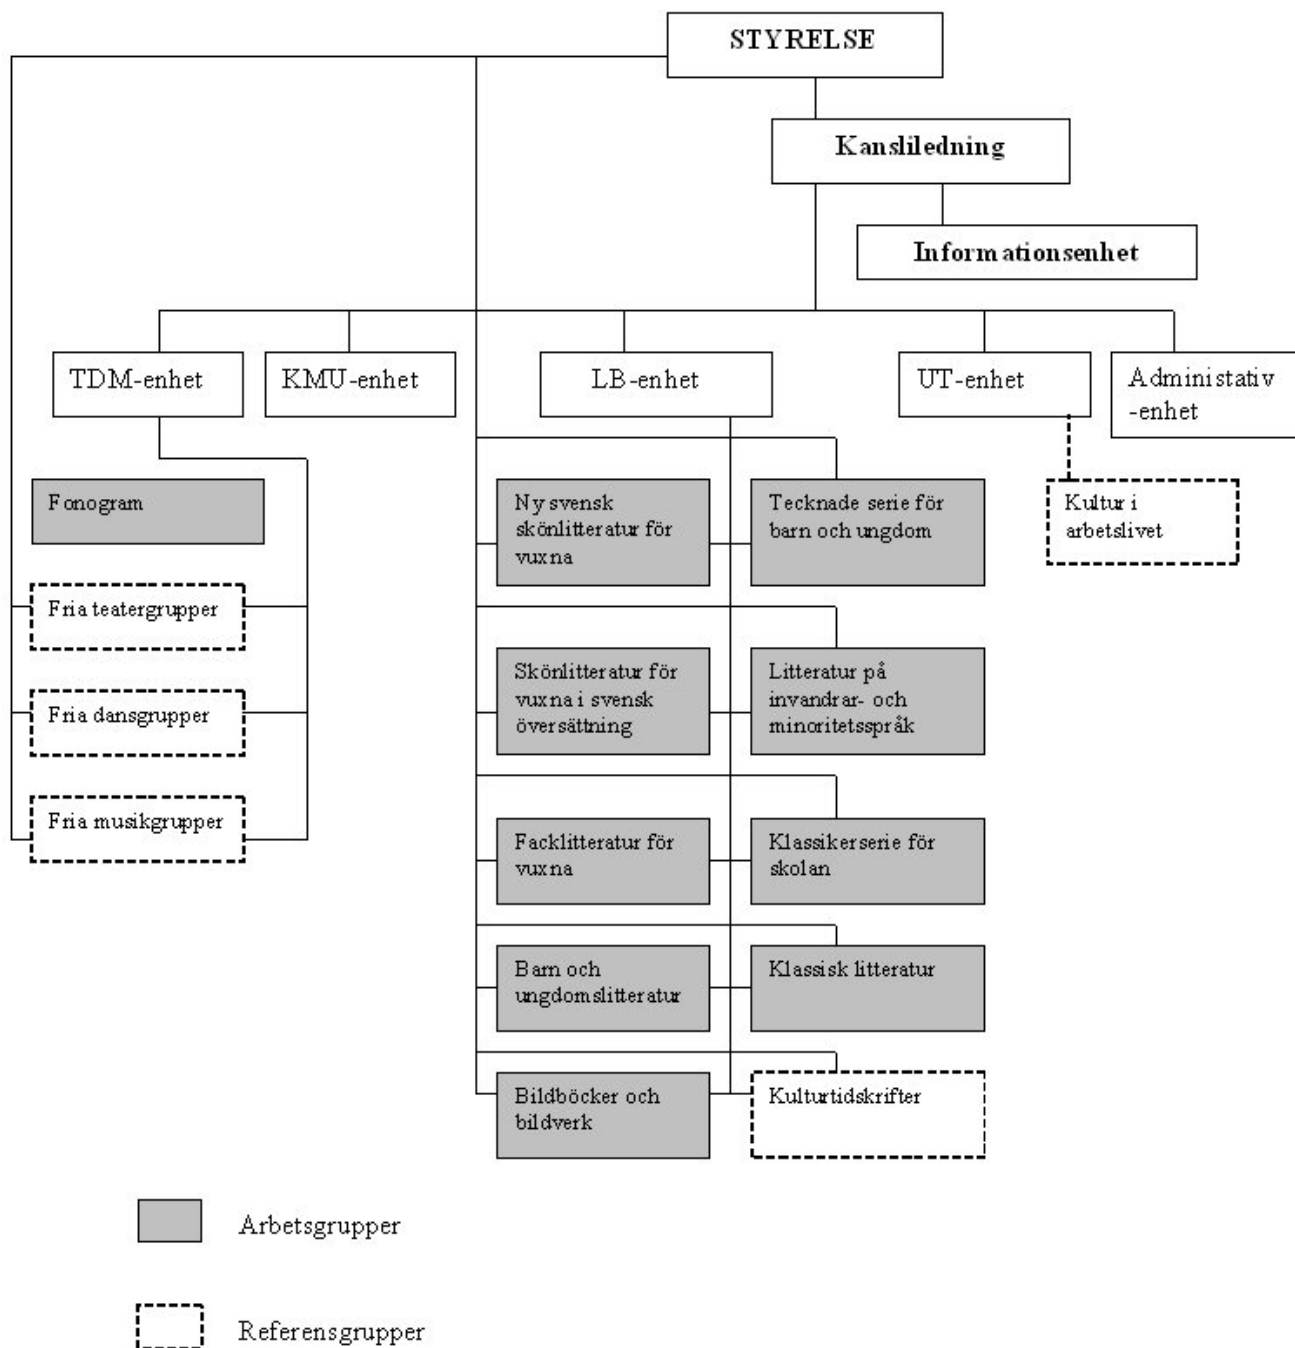 STYRELSE
Kansliledning
Informationsenhet
TDM-enhet
KMU-enhet
LB-enhet
UT-enhet
Administativ
-enhet
Fonogram
Fria teatergrupper
Fria dansgrupper
Fria musikgrupper
Ny svensk
skönlitteratur för
vuxna
Tecknade serie för
barn och ungdom
Kultur i
arbetslivet
Skönlitteratur för
vuxna i svensk
översättning
Litteratur på
invandrar- och
minoritetsspråk
Facklitteratur för
vuxna
Klassikerserie för
skolan
Barn och
ungdomslitteratur
Klassisk litteratur
Bildböcker och
bildverk
Kulturtidskrifter
Arbetsgrupper
Referensgrupper